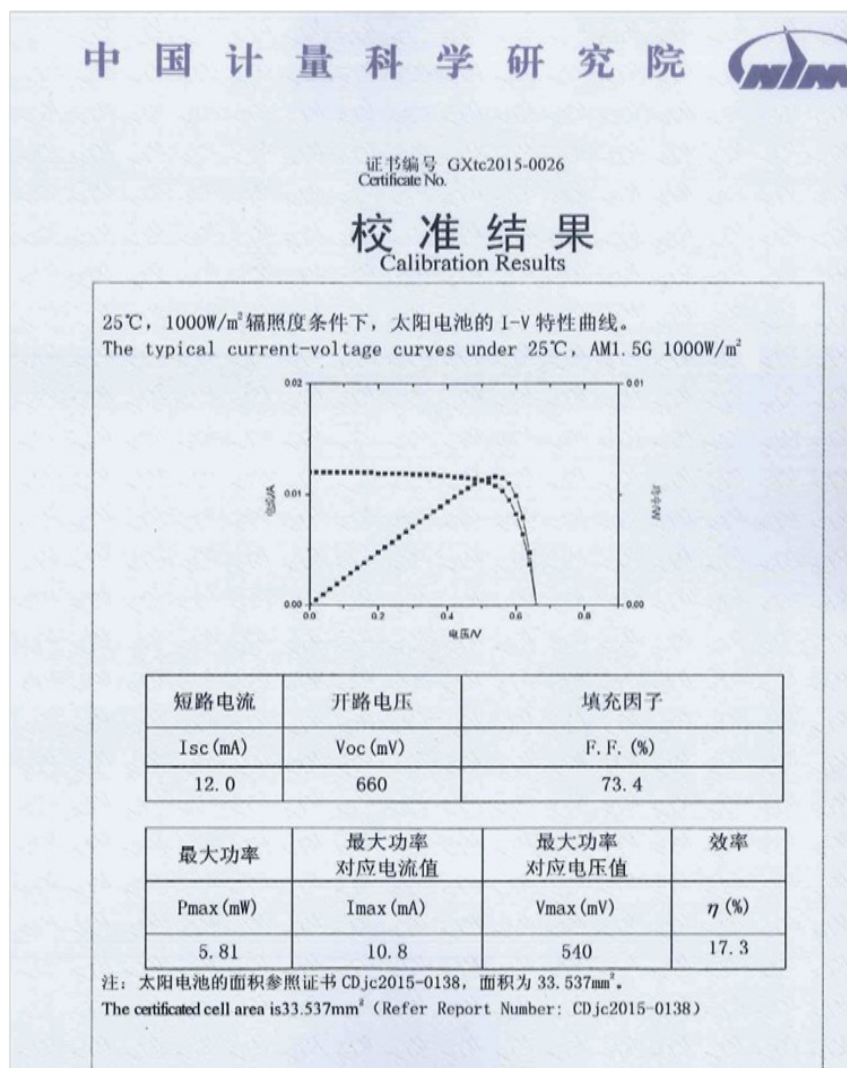 中国计量科学研究院
NIM
证书编号 GXtc2015-0026
Certificate No.
校准结果
Calibration Results
25℃，1000W/m²辐照度条件下，太阳电池的 I-V 特性曲线。
The typical current-voltage curves under 25℃, AM1.5G 1000W/m²
0.02
0.01
0.01
0.00
0.00
0.0
0.2
0.4
0.6
0.8
电压/V
短路电流 开路电压 填充因子
Isc(mA) Voc(mV) F.F.(%)
12.0 660 73.4
最大功率 最大功率对应电流值 最大功率对应电压值 效率
Pmax(mW) Imax(mA) Vmax(mV) η(%)
5.81 10.8 540 17.3
注：太阳电池的面积参照证书 CDjc2015-0138，面积为 33.537mm²。
The certificated cell area is33.537mm²（Refer Report Number: CDjc2015-0138）